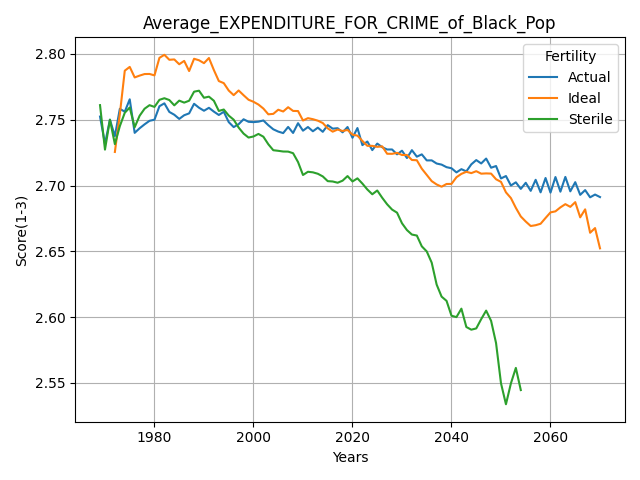 Average_EXPENDITURE_FOR_CRIME_of_Black_Pop
Fertility
Actual
Ideal
Sterile
Score(1-3)
2.80
2.75
2.70
2.65
2.60
2.55
1980 2000 2020 2040 2060
Years